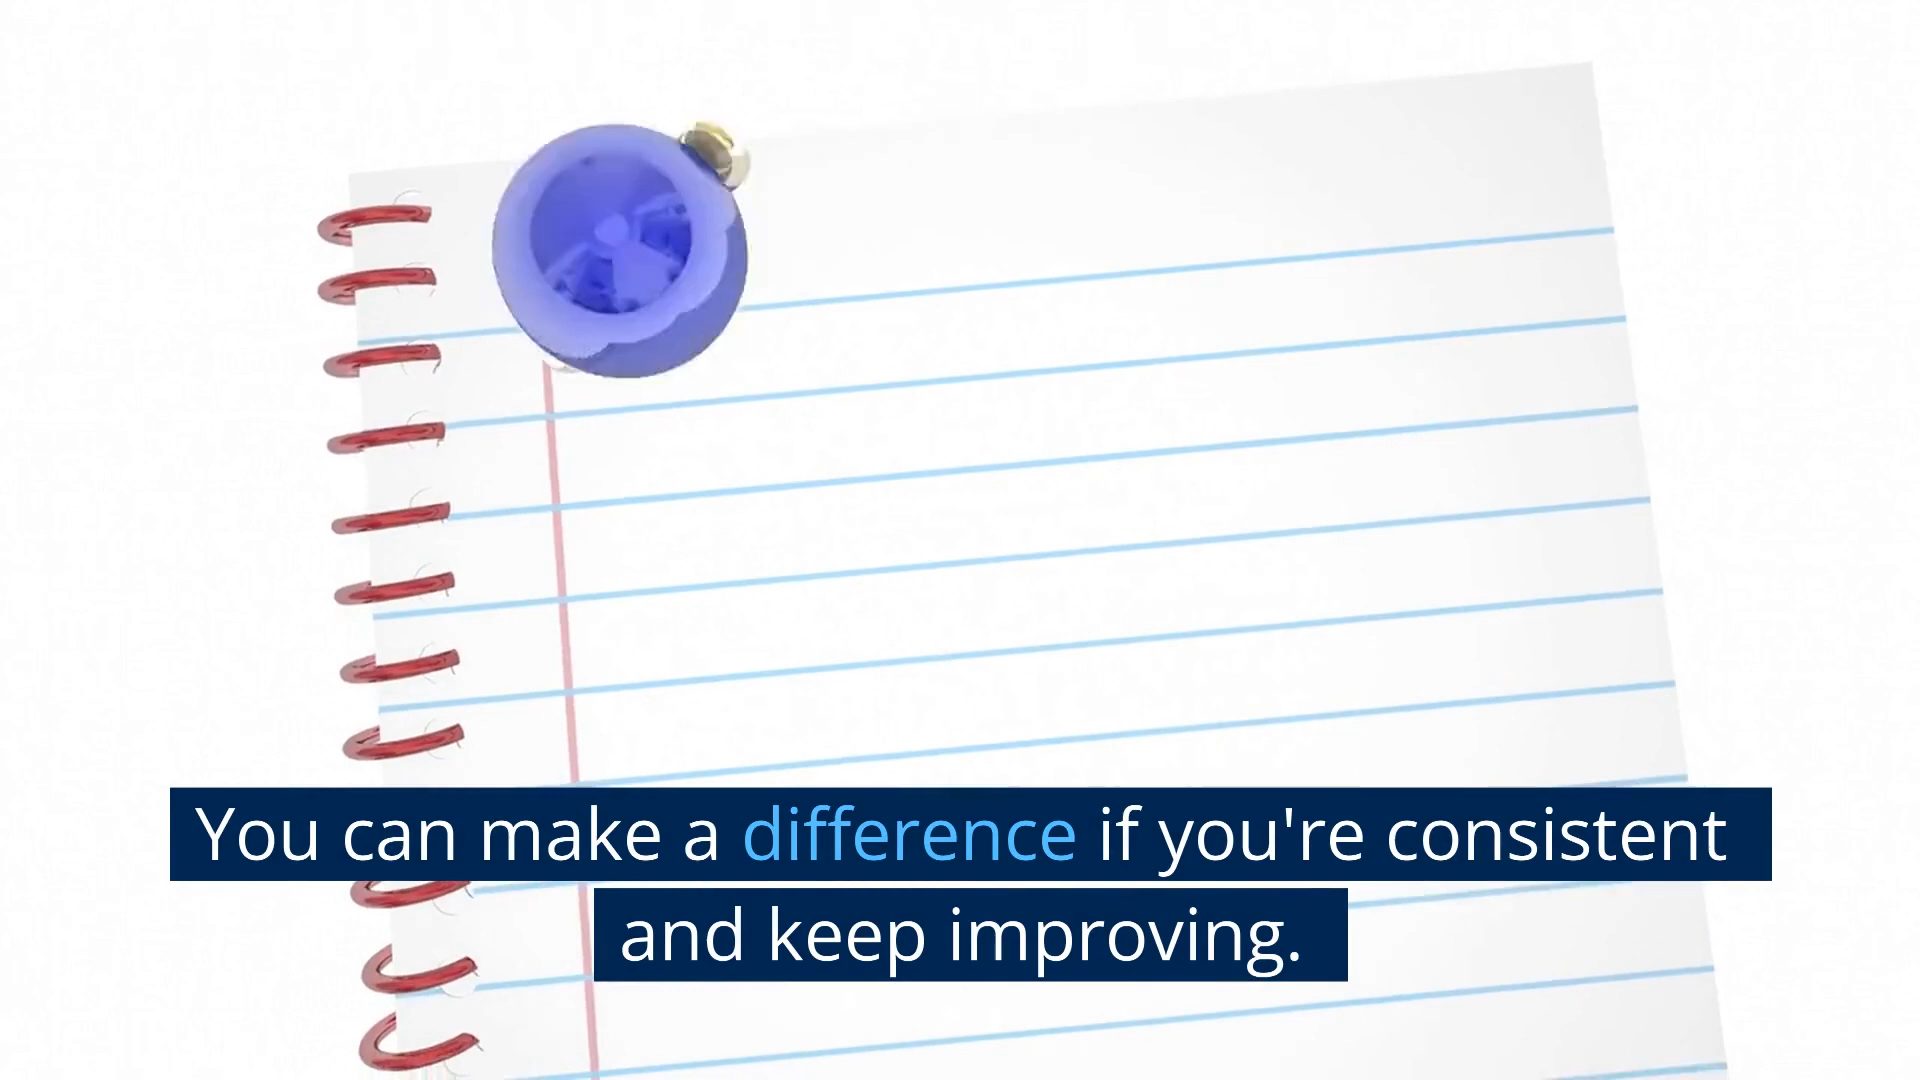 You can make a difference if you're consistent
and keep improving.